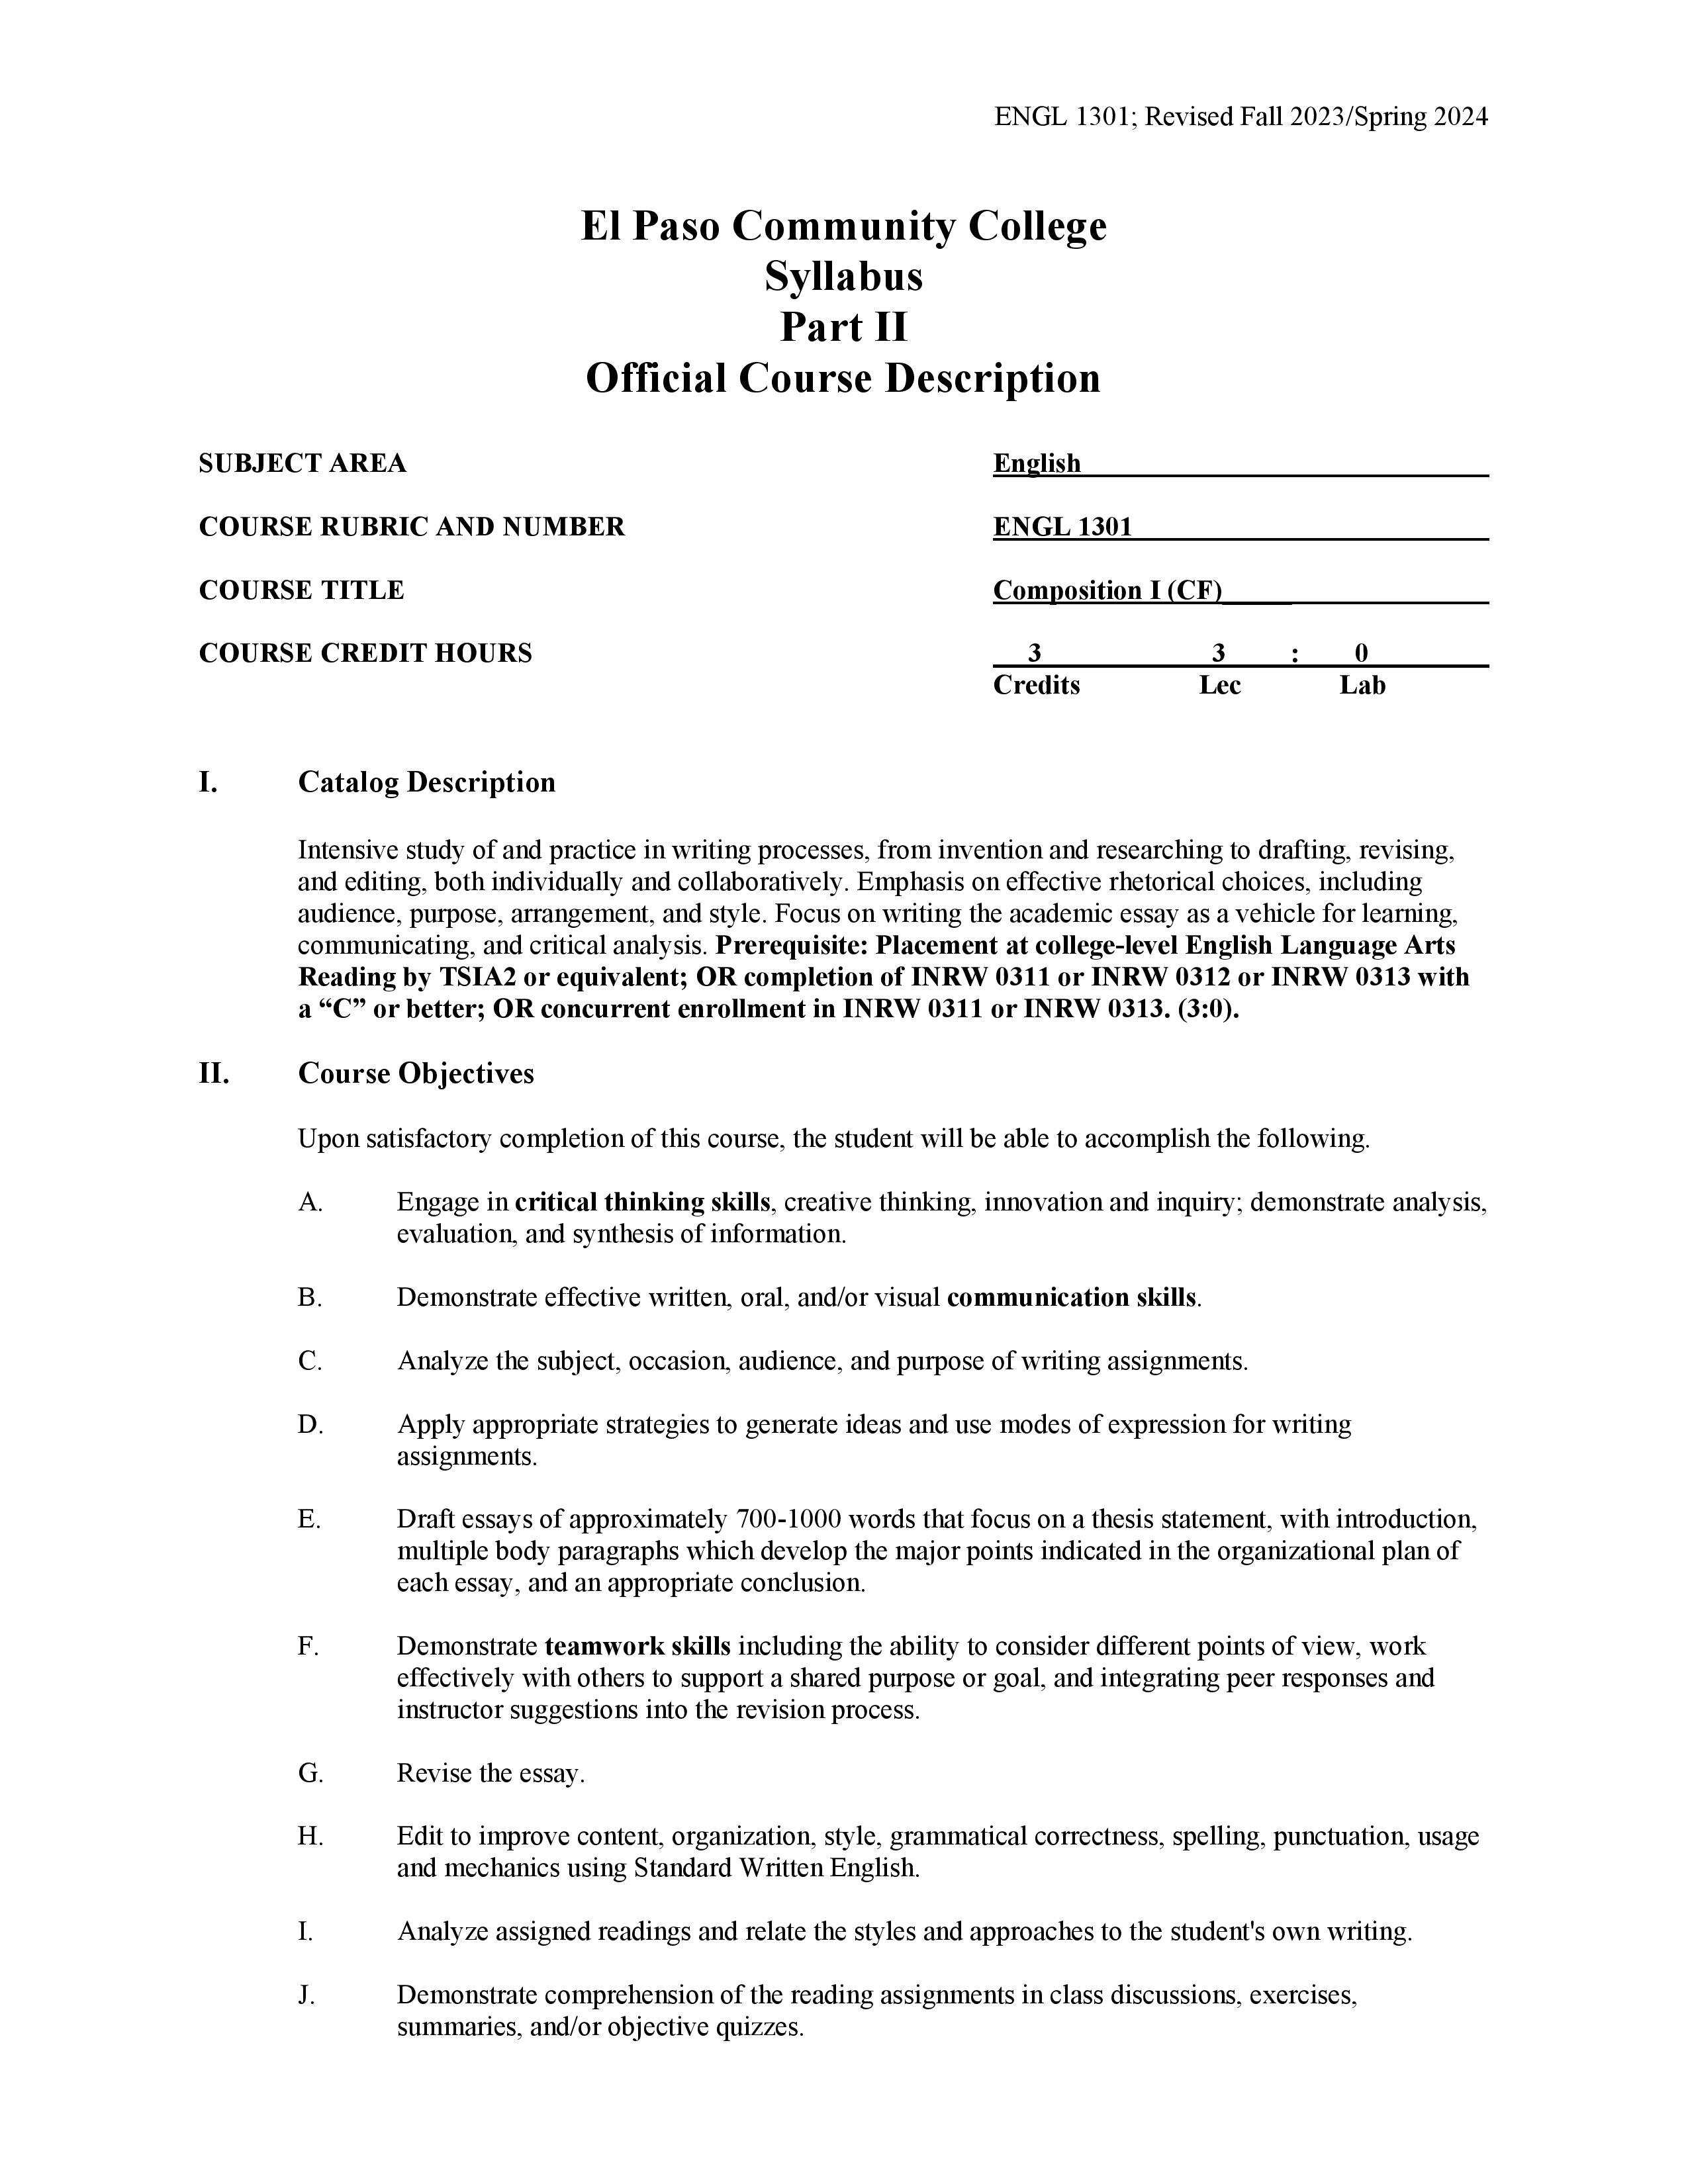 ENGL 1301; Revised Fall 2023/Spring 2024
El Paso Community College
Syllabus
Part II
Official Course Description
SUBJECT AREA English
COURSE RUBRIC AND NUMBER ENGL 1301
COURSE TITLE Composition I (CF)
COURSE CREDIT HOURS 3 3 : 0
Credits Lec Lab
I. Catalog Description
Intensive study of and practice in writing processes, from invention and researching to drafting, revising,
and editing, both individually and collaboratively. Emphasis on effective rhetorical choices, including
audience, purpose, arrangement, and style. Focus on writing the academic essay as a vehicle for learning,
communicating, and critical analysis. Prerequisite: Placement at college-level English Language Arts
Reading by TSIA2 or equivalent; OR completion of INRW 0311 or INRW 0312 or INRW 0313 with
a “C” or better; OR concurrent enrollment in INRW 0311 or INRW 0313. (3:0).
II. Course Objectives
Upon satisfactory completion of this course, the student will be able to accomplish the following.
A. Engage in critical thinking skills, creative thinking, innovation and inquiry; demonstrate analysis,
evaluation, and synthesis of information.
B. Demonstrate effective written, oral, and/or visual communication skills.
C. Analyze the subject, occasion, audience, and purpose of writing assignments.
D. Apply appropriate strategies to generate ideas and use modes of expression for writing
assignments.
E. Draft essays of approximately 700-1000 words that focus on a thesis statement, with introduction,
multiple body paragraphs which develop the major points indicated in the organizational plan of
each essay, and an appropriate conclusion.
F. Demonstrate teamwork skills including the ability to consider different points of view, work
effectively with others to support a shared purpose or goal, and integrating peer responses and
instructor suggestions into the revision process.
G. Revise the essay.
H. Edit to improve content, organization, style, grammatical correctness, spelling, punctuation, usage
and mechanics using Standard Written English.
I. Analyze assigned readings and relate the styles and approaches to the student's own writing.
J. Demonstrate comprehension of the reading assignments in class discussions, exercises,
summaries, and/or objective quizzes.